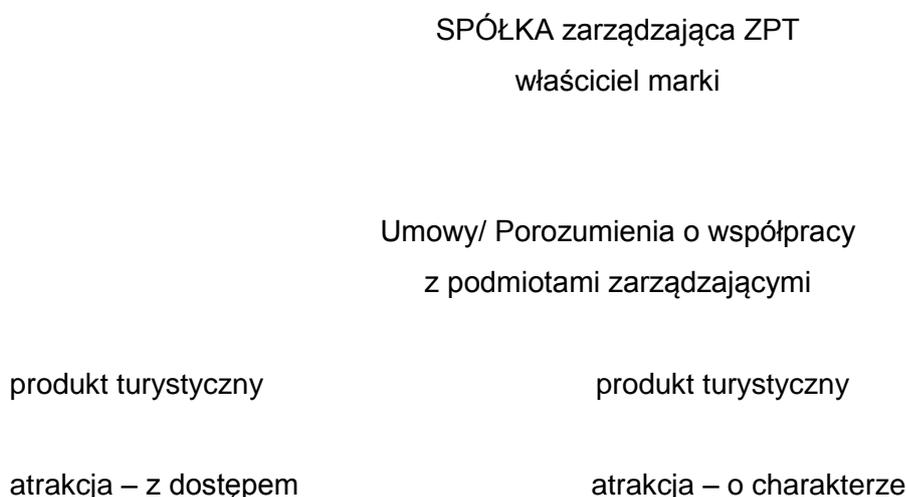 SPÓŁKA zarządzająca ZPT
właściciel marki
Umowy/ Porozumienia o współpracy
z podmiotami zarządzającymi
produkt turystyczny
produkt turystyczny
atrakcja – z dostępem
atrakcja – o charakterze